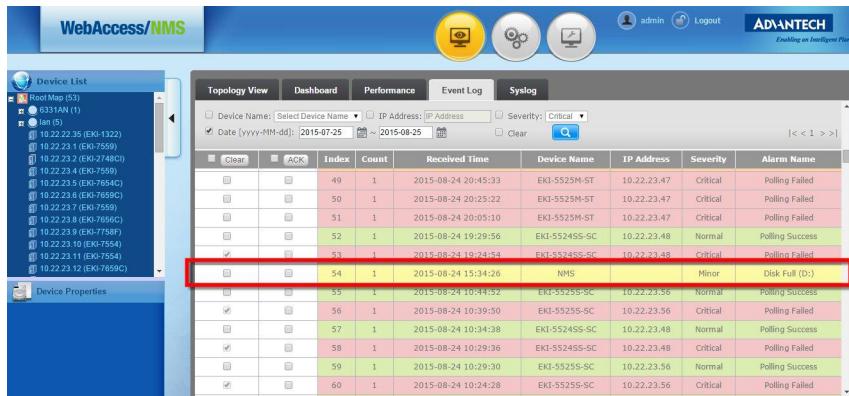 WebAccess/NMS
admin Logout
ADVANTECH
Device List
Root Map (53)
6331AN (1)
lan (5)
10.22.22.35 (EKI-1322)
10.22.23.1 (EKI-7559)
10.22.23.2 (EKI-2748CI)
10.22.23.4 (EKI-7559)
10.22.23.5 (EKI-7654C)
10.22.23.6 (EKI-7659C)
10.22.23.7 (EKI-7559)
10.22.23.8 (EKI-7656C)
10.22.23.9 (EKI-7758F)
10.22.23.10 (EKI-7554)
10.22.23.11 (EKI-7554)
10.22.23.12 (EKI-7659C)
Device Properties
Topology View Dashboard Performance Event Log Syslog
Device Name: Select Device Name IP Address: IP Address Severity: Critical
Date [yyyy-MM-dd]: 2015-07-25 ~ 2015-08-25 Clear |< < 1 > >|
Clear ACK Index Count Received Time Device Name IP Address Severity Alarm Name
49 1 2015-08-24 20:45:33 EKI-5525M-ST 10.22.23.47 Critical Polling Failed
50 1 2015-08-24 20:25:22 EKI-5525M-ST 10.22.23.47 Critical Polling Failed
51 1 2015-08-24 20:05:10 EKI-5525M-ST 10.22.23.47 Critical Polling Failed
52 1 2015-08-24 19:29:56 EKI-5524SS-SC 10.22.23.48 Normal Polling Success
53 1 2015-08-24 19:24:54 EKI-5524SS-SC 10.22.23.48 Critical Polling Failed
54 1 2015-08-24 15:34:26 NMS Minor Disk Full (D:)
55 1 2015-08-24 10:44:52 EKI-5525S-SC 10.22.23.56 Normal Polling Success
56 1 2015-08-24 10:39:50 EKI-5525S-SC 10.22.23.56 Critical Polling Failed
57 1 2015-08-24 10:34:38 EKI-5524SS-SC 10.22.23.48 Normal Polling Success
58 1 2015-08-24 10:29:36 EKI-5524SS-SC 10.22.23.48 Critical Polling Failed
59 1 2015-08-24 10:29:30 EKI-5525S-SC 10.22.23.56 Normal Polling Success
60 1 2015-08-24 10:24:28 EKI-5525S-SC 10.22.23.56 Critical Polling Failed